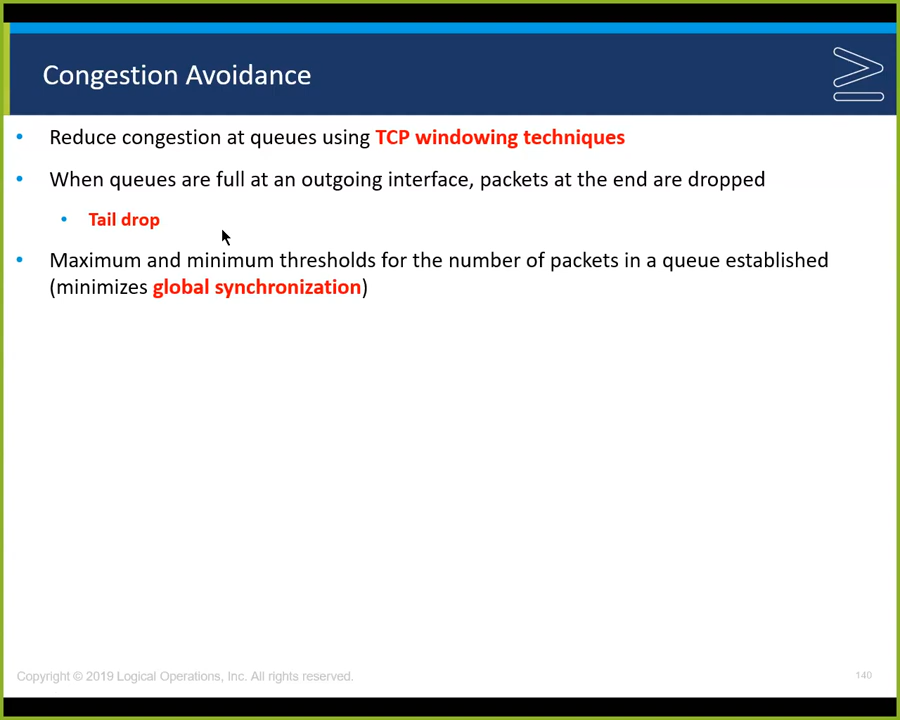 Congestion Avoidance
• Reduce congestion at queues using TCP windowing techniques
• When queues are full at an outgoing interface, packets at the end are dropped
• Tail drop
• Maximum and minimum thresholds for the number of packets in a queue established
(minimizes global synchronization)
Copyright © 2019 Logical Operations, Inc. All rights reserved.
140